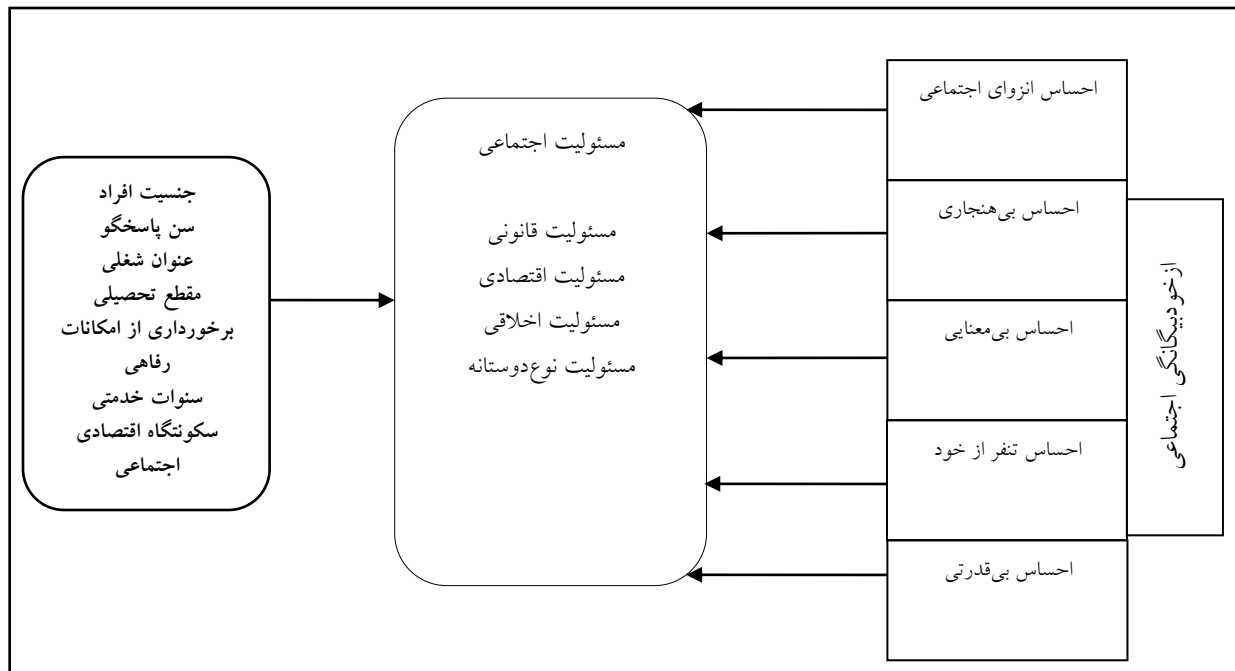 احساس انزوای اجتماعی
احساس بی‌هنجاری
احساس بی‌معنایی
احساس تنفر از خود
احساس بی‌قدرتی
ازخودبیگانگی اجتماعی
مسئولیت اجتماعی
مسئولیت قانونی
مسئولیت اقتصادی
مسئولیت اخلاقی
مسئولیت نوع‌دوستانه
جنسیت افراد
سن پاسخگو
عنوان شغلی
مقطع تحصیلی
برخورداری از امکانات
رفاهی
سنوات خدمتی
سکونتگاه اقتصادی
اجتماعی